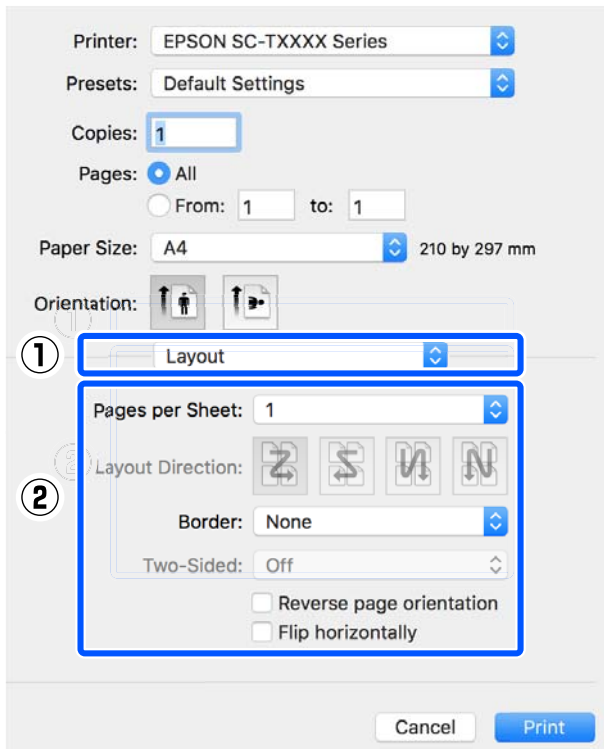 Printer: EPSON SC-TXXXX Series
Presets: Default Settings
Copies: 1
Pages: All
From: 1 to: 1
Paper Size: A4 210 by 297 mm
Orientation:
① Layout
Pages per Sheet: 1
② Layout Direction:
Border: None
Two-Sided: Off
Reverse page orientation
Flip horizontally
Cancel Print